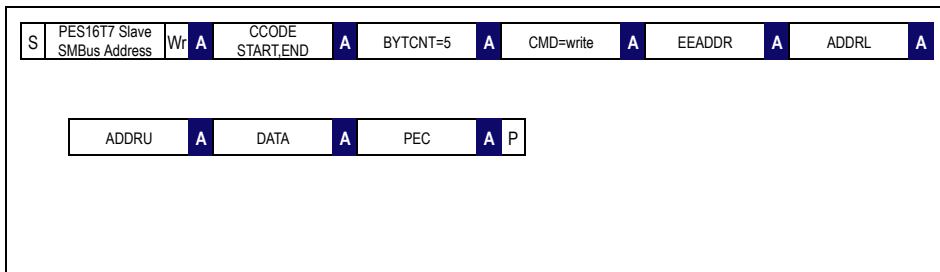 S PES16T7 Slave SMBus Address Wr A CCODE START,END A BYTCNT=5 A CMD=write A EEADDR A ADDRL A
ADDRU A DATA A PEC A P